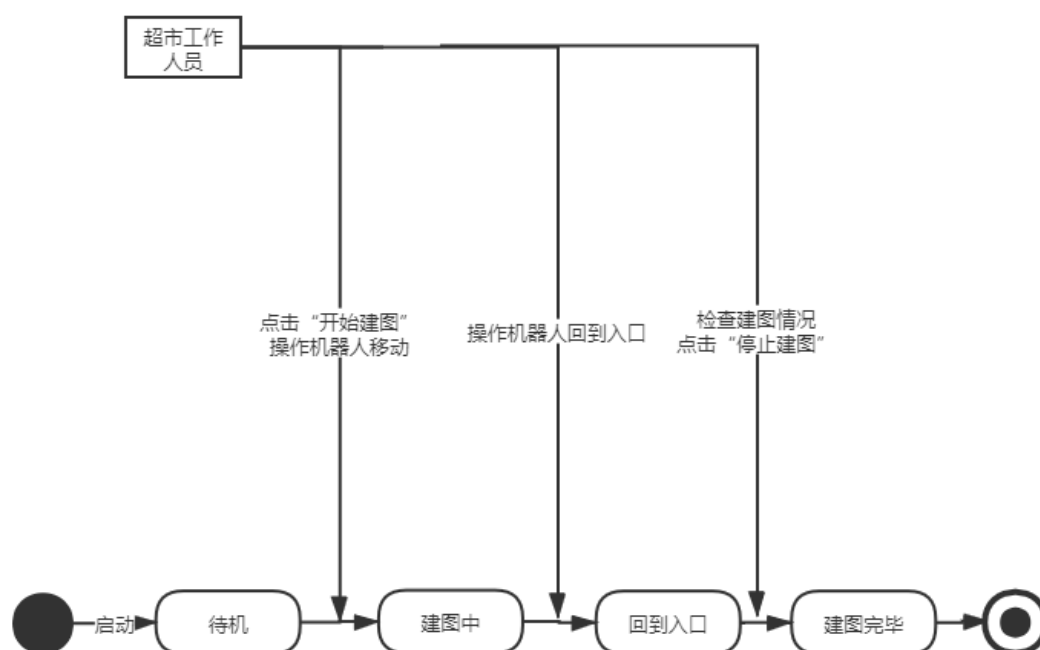 超市工作
人员
点击“开始建图”
操作机器人移动
操作机器人回到入口
检查建图情况
点击“停止建图”
启动
待机
建图中
回到入口
建图完毕